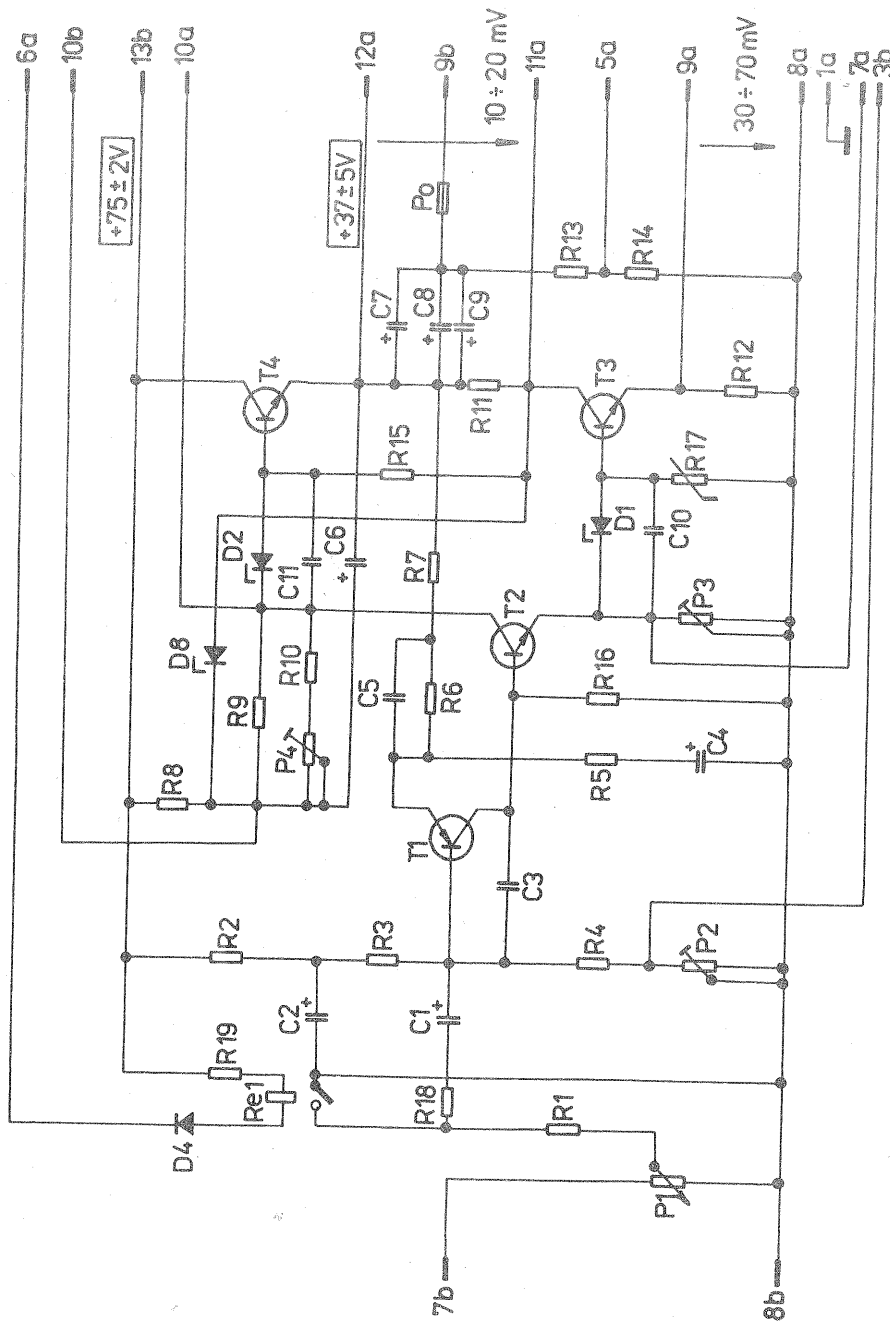 6a
10b
13b
10a
12a
9b
11a
5a
9a
8a
1a
7a
3b
+75±2V
+37±5V
10÷20 mV
30÷70 mV
D4
R19
Re1
R2
C2
R3
C1
R18
R1
P1
7b
8b
R4
P2
C3
T1
R8
D8
R9
P4
R10
D2
C11
C6
R15
T4
C5
R6
R7
T2
R5
C4
R16
P3
D1
C10
R17
T3
R12
R11
C7
C8
C9
Po
R13
R14
+
+
+
+
+
+
+